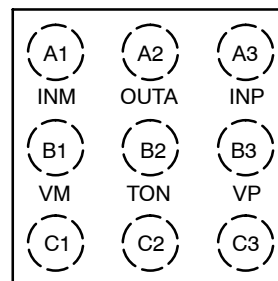 A1 A2 A3
INM OUTA INP
B1 B2 B3
VM TON VP
C1 C2 C3